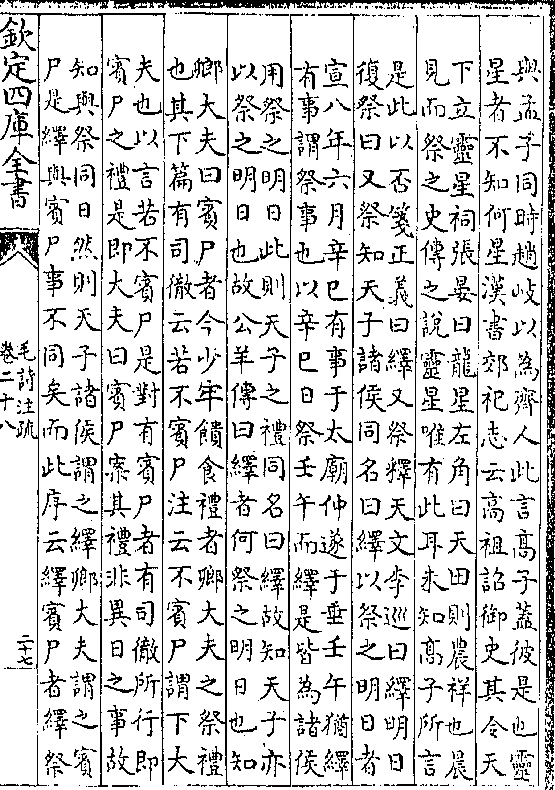 與孟子同時趙岐以為齊人此言髙子蓋彼是也靈
星者不知何星漢書郊祀志云高祖詔御史其令天
下立靈星祠張晏曰龍星左角曰天田則農祥也晨
見而祭之史傳之說靈星唯有此耳未知髙子所言
是此以否箋正義曰繹又祭釋天文李巡曰繹明日
復祭曰又祭知天子諸侯同名曰繹以祭之明日者
宣八年六月辛巳有事于太廟仲遂于垂壬午猶繹
有事謂祭事也以辛巳日祭壬午而繹是皆為諸侯
用祭之明日此則天子之禮同名曰繹故知天子亦
以祭之明日也故公羊傳曰繹者何祭之明日也知
卿大夫曰賓尸者今少牢饋食禮者卿大夫之祭禮
也其下篇有司徹云若不賓尸注云不賓尸謂下大
夫也以言若不賓尸是對有賓尸者有司徹所行即
賓尸之禮是即大夫曰賓尸案其禮非異日之事故
知與祭同日然則天子諸侯謂之繹卿大夫謂之賓
尸是繹與賓尸事不同矣而此序云繹賓尸者繹祭
欽定四庫全書
毛詩注疏
卷二十八
二十七